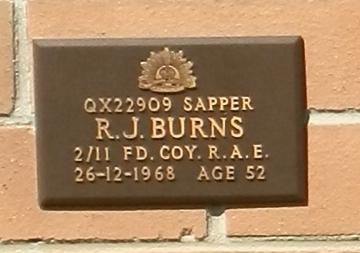 QX22909 SAPPER
R.J. BURNS
2/11 FD. COY. R.A.E.
26-12-1968 AGE 52